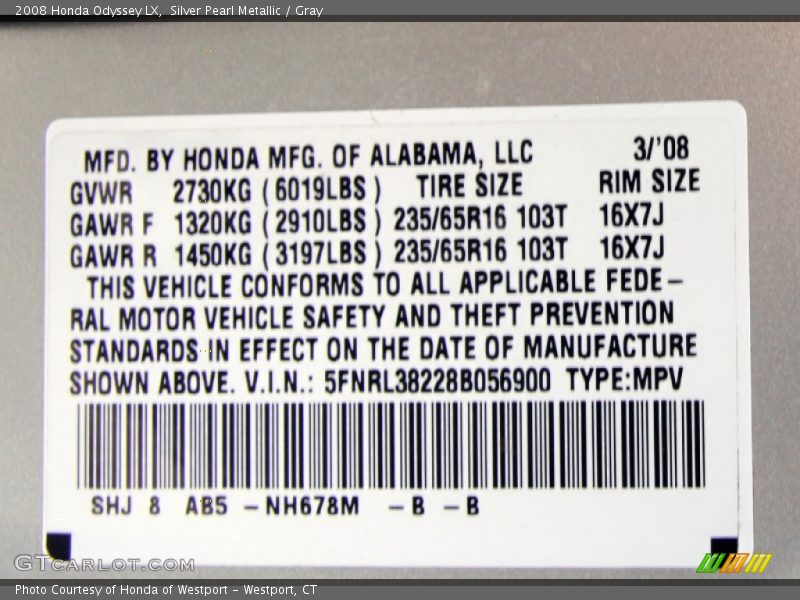 2008 Honda Odyssey LX,  Silver Pearl Metallic / Gray
MFD. BY HONDA MFG. OF ALABAMA, LLC 3/'08
GVWR 2730KG (6019LBS) TIRE SIZE RIM SIZE
GAWR F 1320KG (2910LBS) 235/65R16 103T 16X7J
GAWR R 1450KG (3197LBS) 235/65R16 103T 16X7J
THIS VEHICLE CONFORMS TO ALL APPLICABLE FEDE-
RAL MOTOR VEHICLE SAFETY AND THEFT PREVENTION
STANDARDS IN EFFECT ON THE DATE OF MANUFACTURE
SHOWN ABOVE. V.I.N.: 5FNRL38228B056900 TYPE:MPV
SHJ 8 AB5 -NH678M -B -B
GTCARLOT.COM
Photo Courtesy of Honda of Westport - Westport, CT